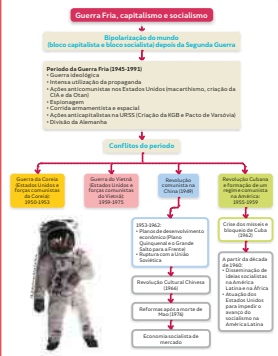 Guerra Fria, capitalismo e socialismo
Bipolarização do mundo
(bloco capitalista e bloco socialista) depois da Segunda Guerra
Período da Guerra Fria (1945-1991)
• Guerra ideológica
• Intensa utilização da propaganda
• Ações anticomunistas nos Estados Unidos (macarthismo, criação da
CIA e da Otan)
• Espionagem
• Corrida armamentista e espacial
• Ações anticapitalistas na URSS (Criação da KGB e Pacto de Varsóvia)
• Divisão da Alemanha
Conflitos do período
Guerra da Coreia
(Estados Unidos e
forças comunistas
da Coreia)
1950-1953
Guerra do Vietnã
(Estados Unidos e
forças comunistas
do Vietnã)
1959-1975
Revolução
comunista na
China (1949)
Revolução Cubana
e formação de um
regime comunista
na América:
1955-1959
1953-1962:
• Planos de desenvolvimento
econômico (Plano
Quinquenal e o Grande
Salto para a Frente)
• Ruptura com a União
Soviética
Revolução Cultural Chinesa
(1966)
Reformas após a morte de
Mao (1976)
Economia socialista de
mercado
Crise dos mísseis e
bloqueio de Cuba
(1962)
A partir da década
de 1960:
• Disseminação de
ideias socialistas
na América
Latina e na África
• Atuação dos
Estados Unidos
para impedir o
avanço do
socialismo na
América Latina